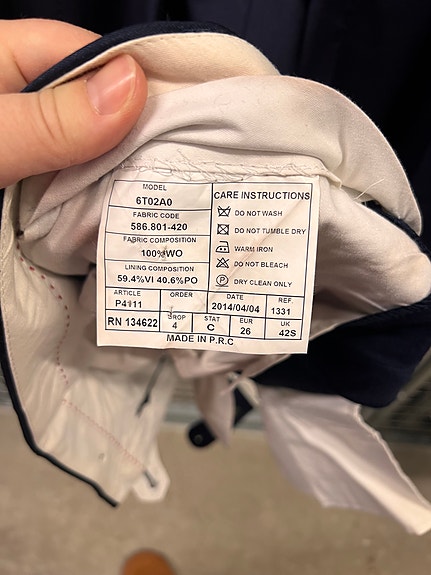 MODEL
6T02A0
FABRIC CODE
586.801-420
FABRIC COMPOSITION
100%WO
LINING COMPOSITION
59.4%VI 40.6%PO
CARE INSTRUCTIONS
DO NOT WASH
DO NOT TUMBLE DRY
WARM IRON
DO NOT BLEACH
P DRY CLEAN ONLY
ARTICLE ORDER DATE REF.
P4111 2014/04/04 1331
RN 134622 DROP STAT EUR UK
4 C 26 42S
MADE IN P.R.C